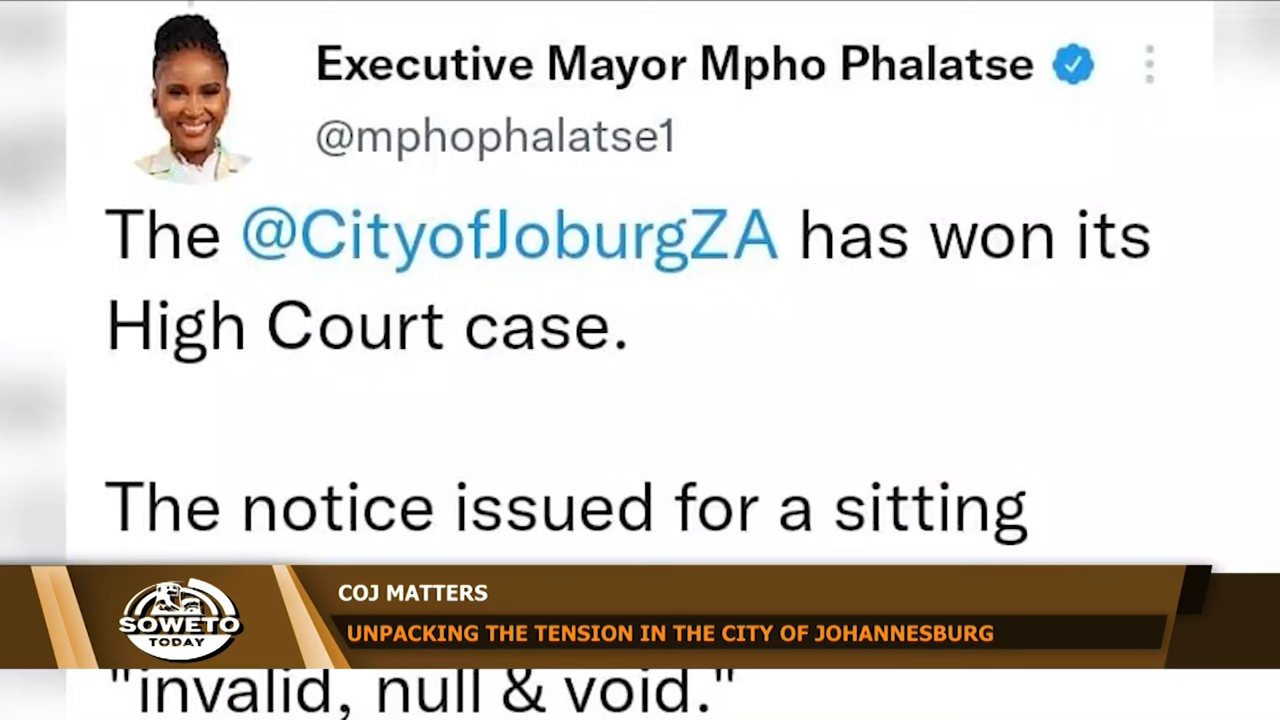 Executive Mayor Mpho Phalatse
@mphophalatse1
The @CityofJoburgZA has won its
High Court case.
The notice issued for a sitting
COJ MATTERS
UNPACKING THE TENSION IN THE CITY OF JOHANNESBURG
SOWETO
TODAY
"invalid, null & void."